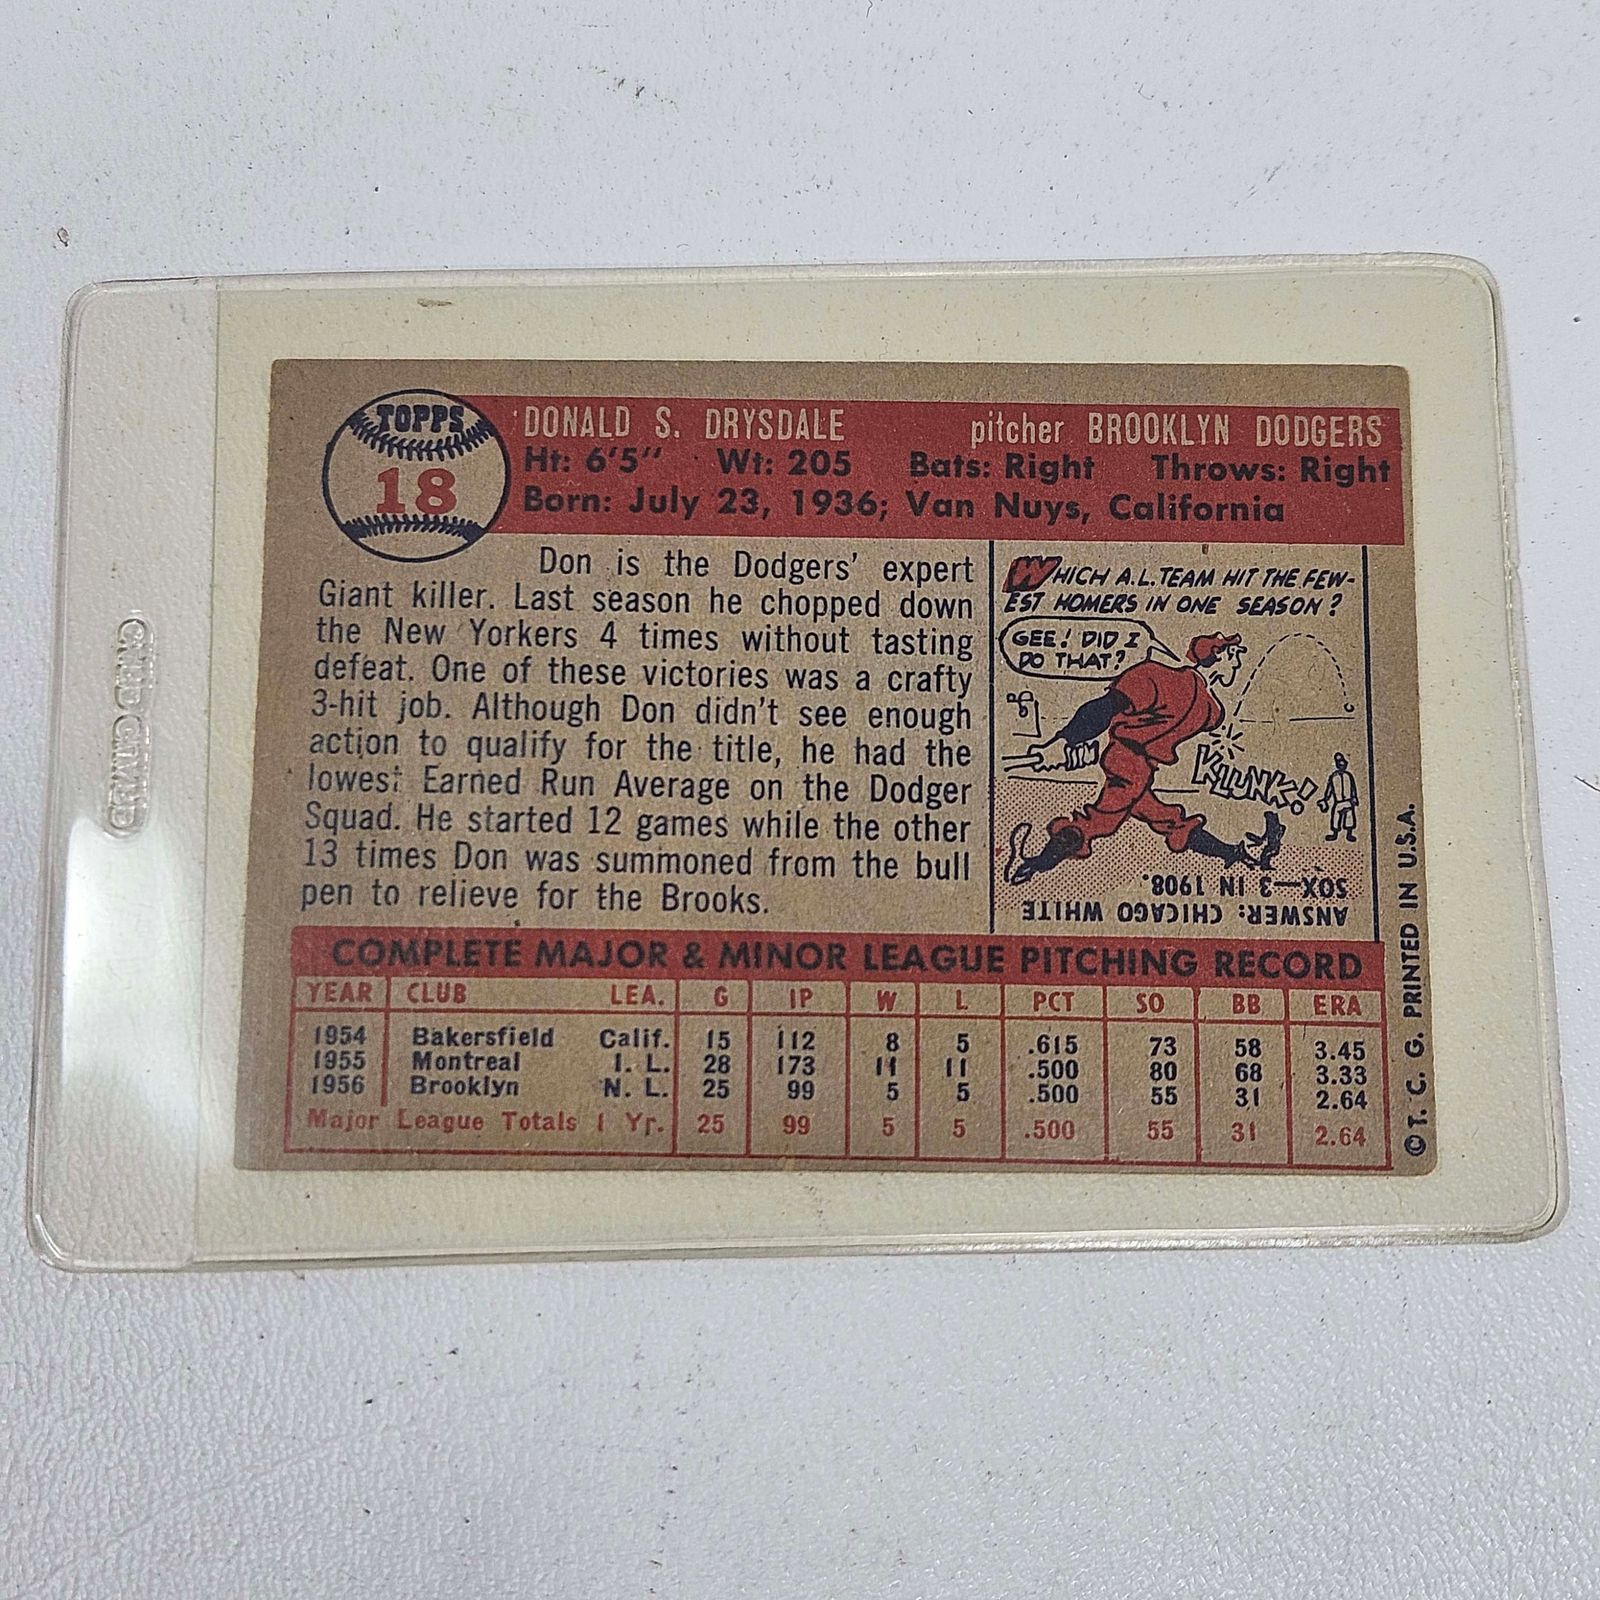 TOPPS
18
DONALD S. DRYSDALE pitcher BROOKLYN DODGERS
Ht: 6'5" Wt: 205 Bats: Right Throws: Right
Born: July 23, 1936; Van Nuys, California
Don is the Dodgers' expert
Giant killer. Last season he chopped down
the New Yorkers 4 times without tasting
defeat. One of these victories was a crafty
3-hit job. Although Don didn't see enough
action to qualify for the title, he had the
lowest Earned Run Average on the Dodger
Squad. He started 12 games while the other
13 times Don was summoned from the bull
pen to relieve for the Brooks.
WHICH A.L. TEAM HIT THE FEW-
EST HOMERS IN ONE SEASON?
GEE! DID I
DO THAT?
KLUNK!
ANSWER: CHICAGO WHITE
SOX—3 IN 1908.
COMPLETE MAJOR & MINOR LEAGUE PITCHING RECORD
YEAR CLUB LEA. G IP W L PCT SO BB ERA
1954 Bakersfield Calif. 15 112 8 5 .615 73 58 3.45
1955 Montreal I. L. 28 173 11 11 .500 80 68 3.33
1956 Brooklyn N. L. 25 99 5 5 .500 55 31 2.64
Major League Totals 1 Yr. 25 99 5 5 .500 55 31 2.64
© T. C. G. PRINTED IN U.S.A.